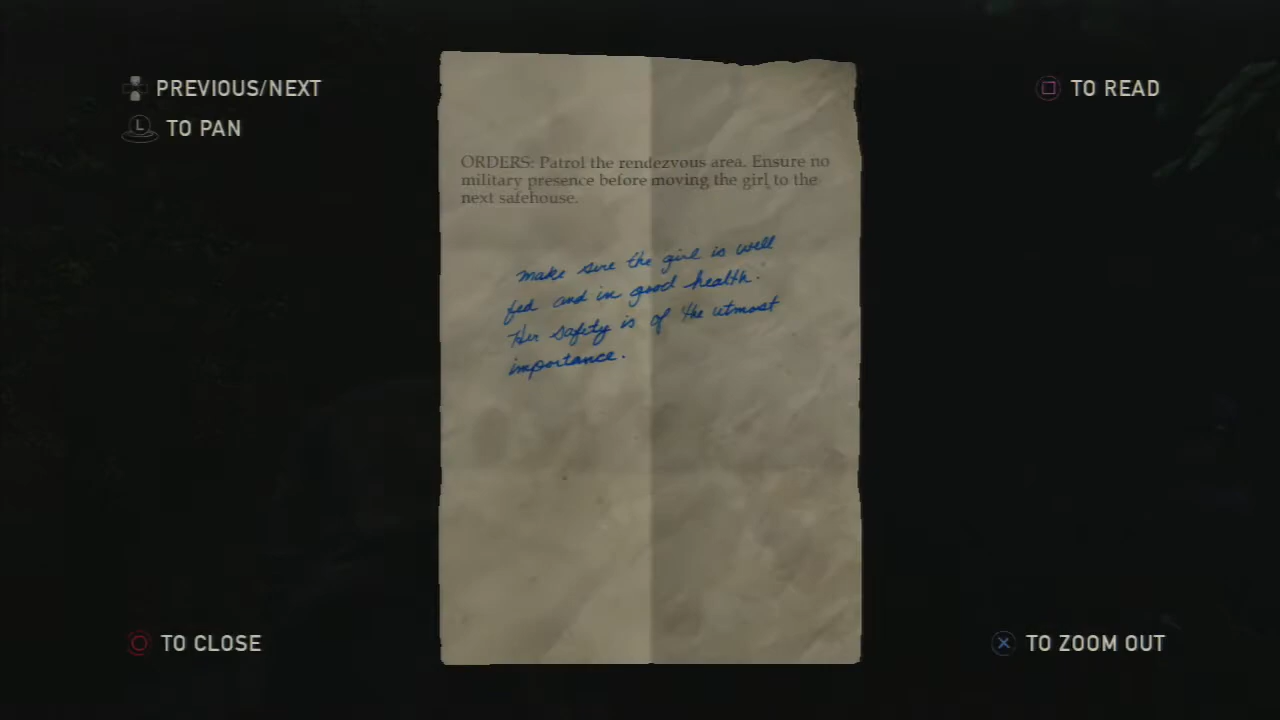 PREVIOUS/NEXT
L TO PAN
TO READ
ORDERS: Patrol the rendezvous area. Ensure no
military presence before moving the girl to the
next safehouse.
make sure the girl is well
fed and in good health.
Her safety is of the utmost
importance.
TO CLOSE
TO ZOOM OUT